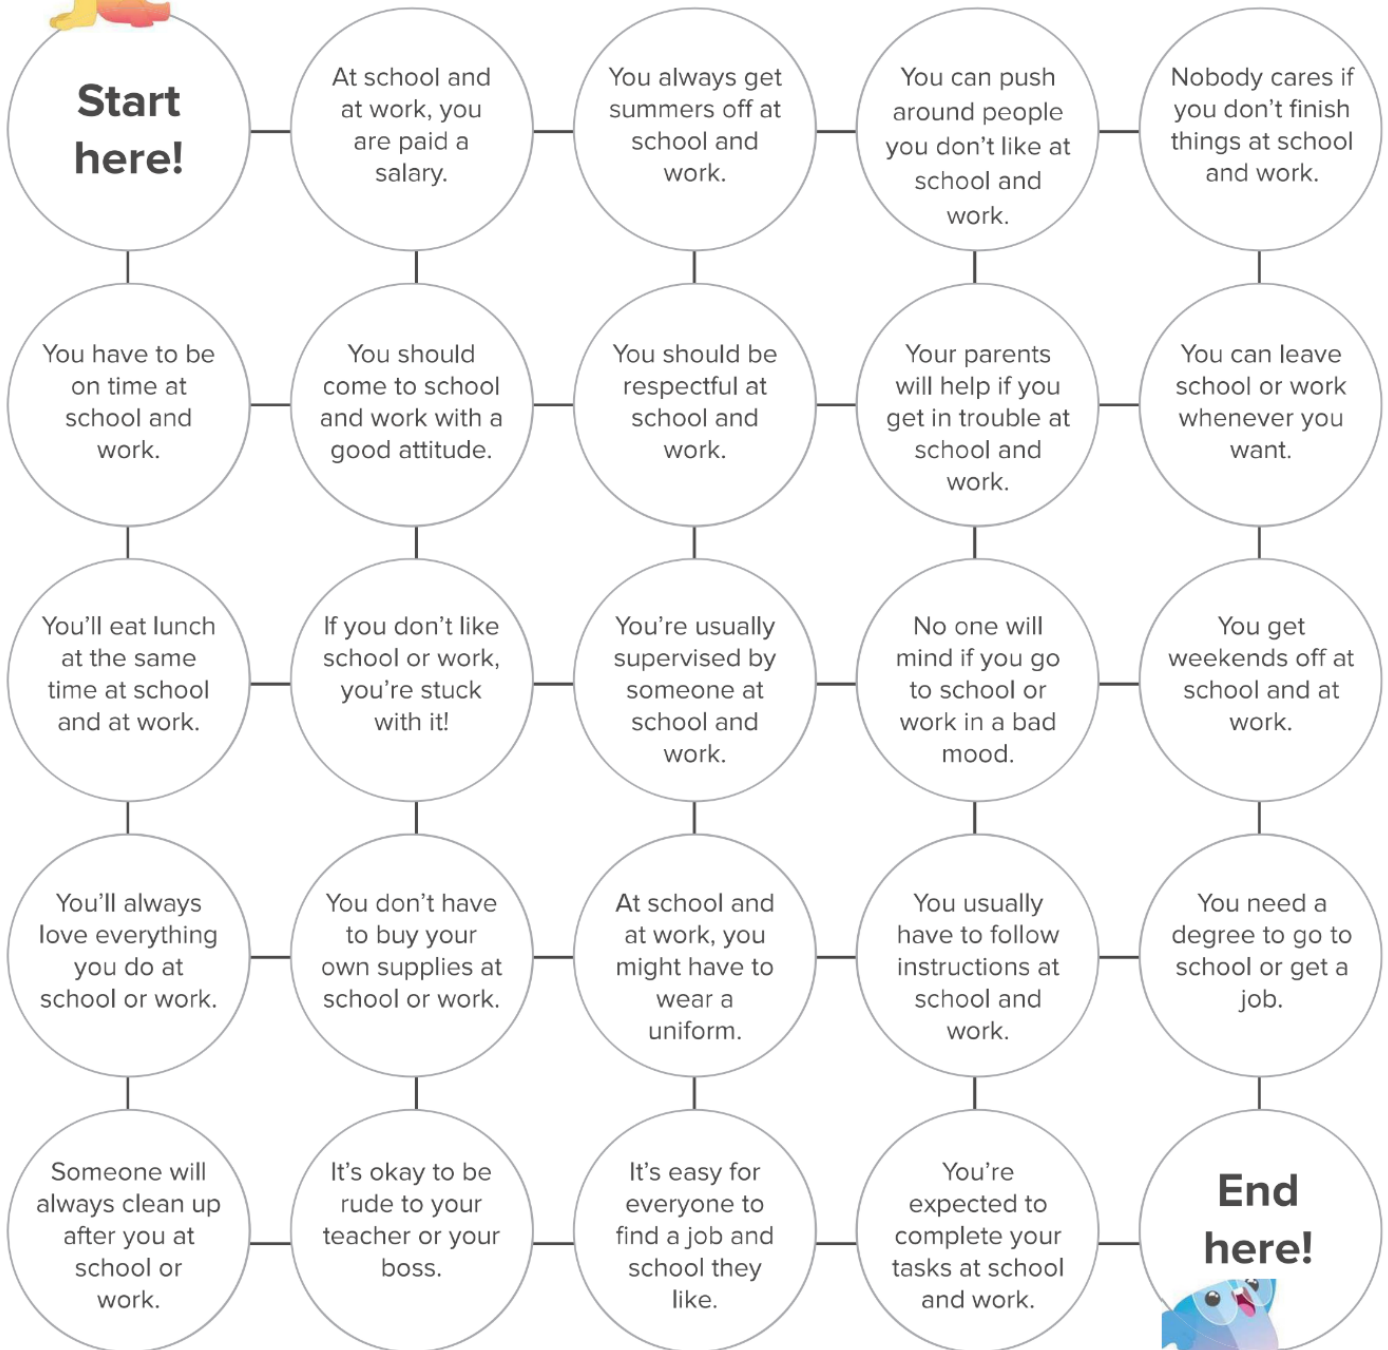 Start
here!
At school and
at work, you
are paid a
salary.
You always get
summers off at
school and
work.
You can push
around people
you don’t like at
school and
work.
Nobody cares if
you don’t finish
things at school
and work.
You have to be
on time at
school and
work.
You should
come to school
and work with a
good attitude.
You should be
respectful at
school and
work.
Your parents
will help if you
get in trouble at
school and
work.
You can leave
school or work
whenever you
want.
You’ll eat lunch
at the same
time at school
and at work.
If you don’t like
school or work,
you’re stuck
with it!
You’re usually
supervised by
someone at
school and
work.
No one will
mind if you go
to school or
work in a bad
mood.
You get
weekends off at
school and at
work.
You’ll always
love everything
you do at
school or work.
You don’t have
to buy your
own supplies at
school or work.
At school and
at work, you
might have to
wear a
uniform.
You usually
have to follow
instructions at
school and
work.
You need a
degree to go to
school or get a
job.
Someone will
always clean up
after you at
school or
work.
It’s okay to be
rude to your
teacher or your
boss.
It’s easy for
everyone to
find a job and
school they
like.
You’re
expected to
complete your
tasks at school
and work.
End
here!